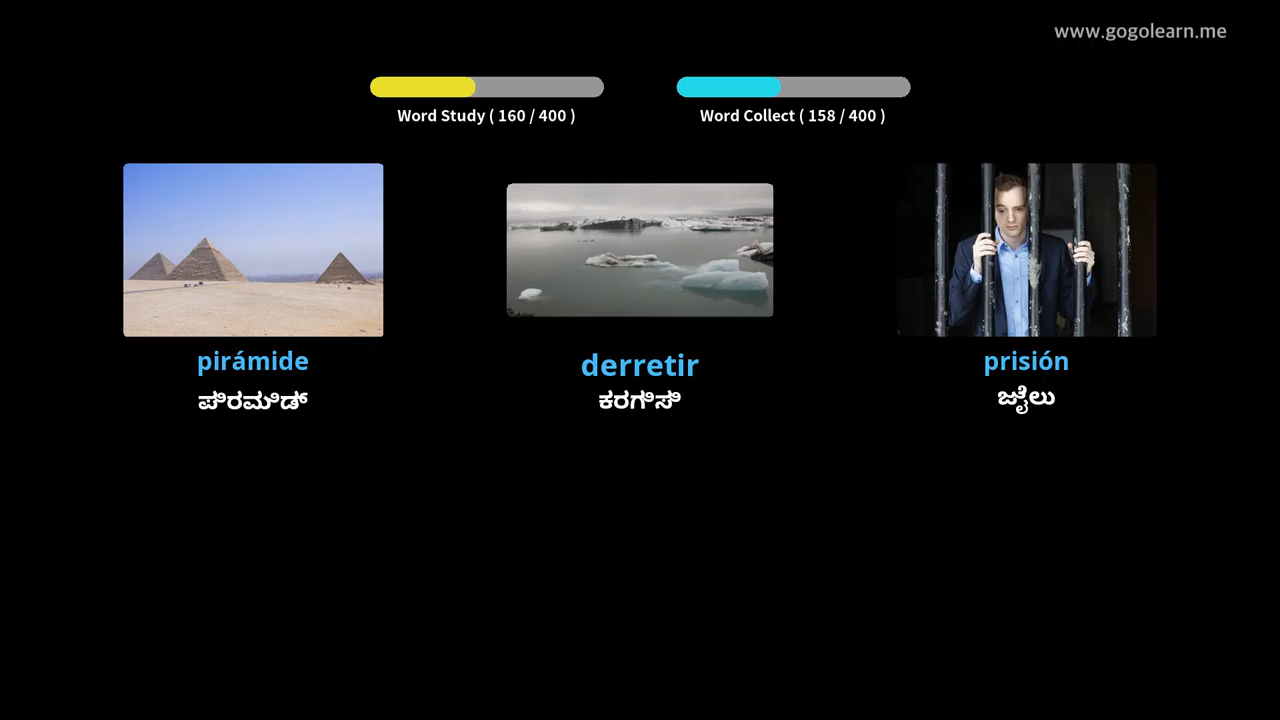 www.gogolearn.me
Word Study ( 160 / 400 )
Word Collect ( 158 / 400 )
pirámide
ಪಿರಮಿಡ್
derretir
ಕರಗಿಸಿ
prisión
ಜೈಲು